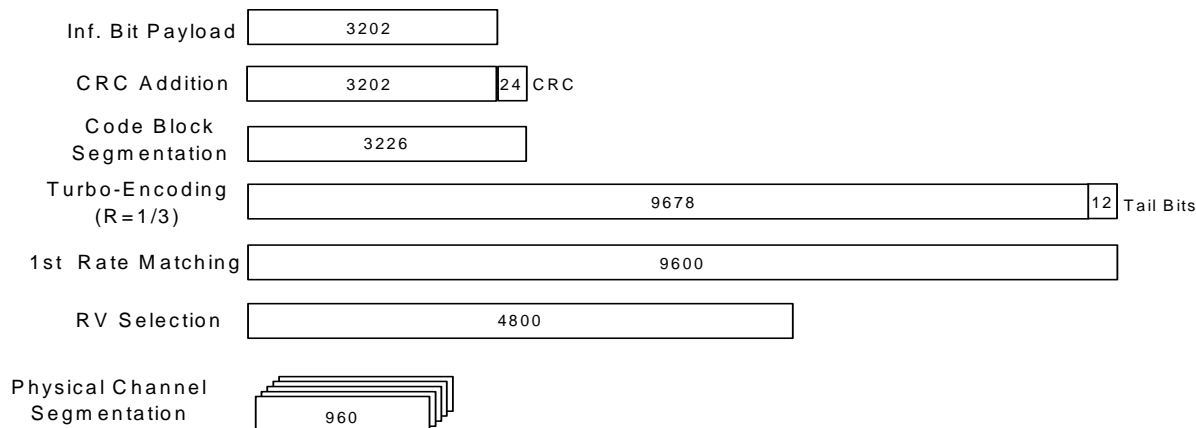 Inf. Bit Payload 3202
CRC Addition 3202 24 CRC
Code Block
Segmentation 3226
Turbo-Encoding
(R=1/3) 9678 12 Tail Bits
1st Rate Matching 9600
RV Selection 4800
Physical Channel
Segmentation 960